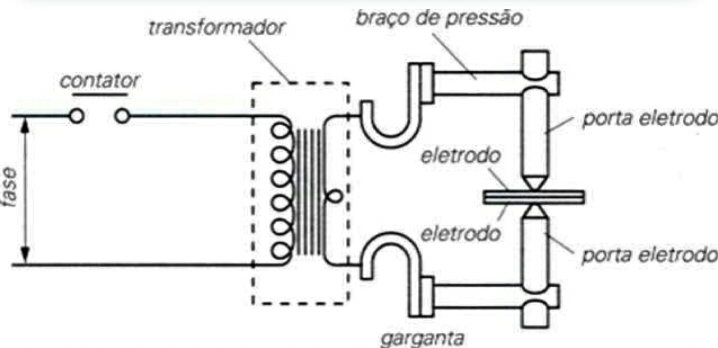 transformador
braço de pressão
contator
porta eletrodo
eletrodo
fase
eletrodo
porta eletrodo
garganta